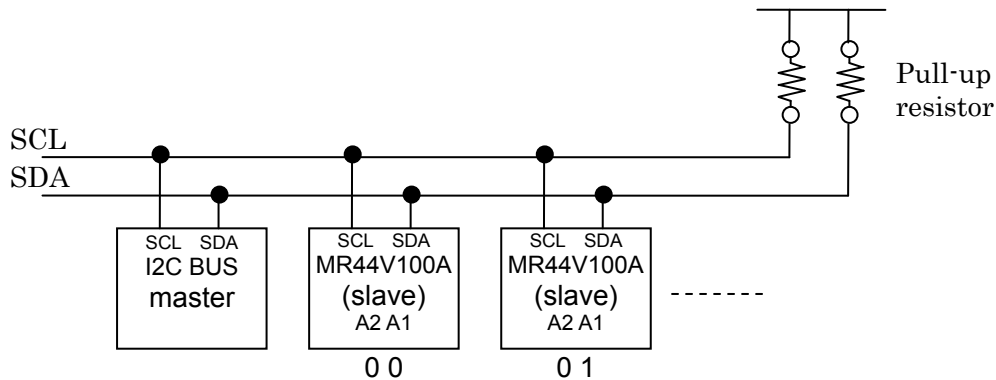 Pull-up
resistor
SCL
SDA
SCL SDA
I2C BUS
master
SCL SDA
MR44V100A
(slave)
A2 A1
0 0
SCL SDA
MR44V100A
(slave)
A2 A1
0 1